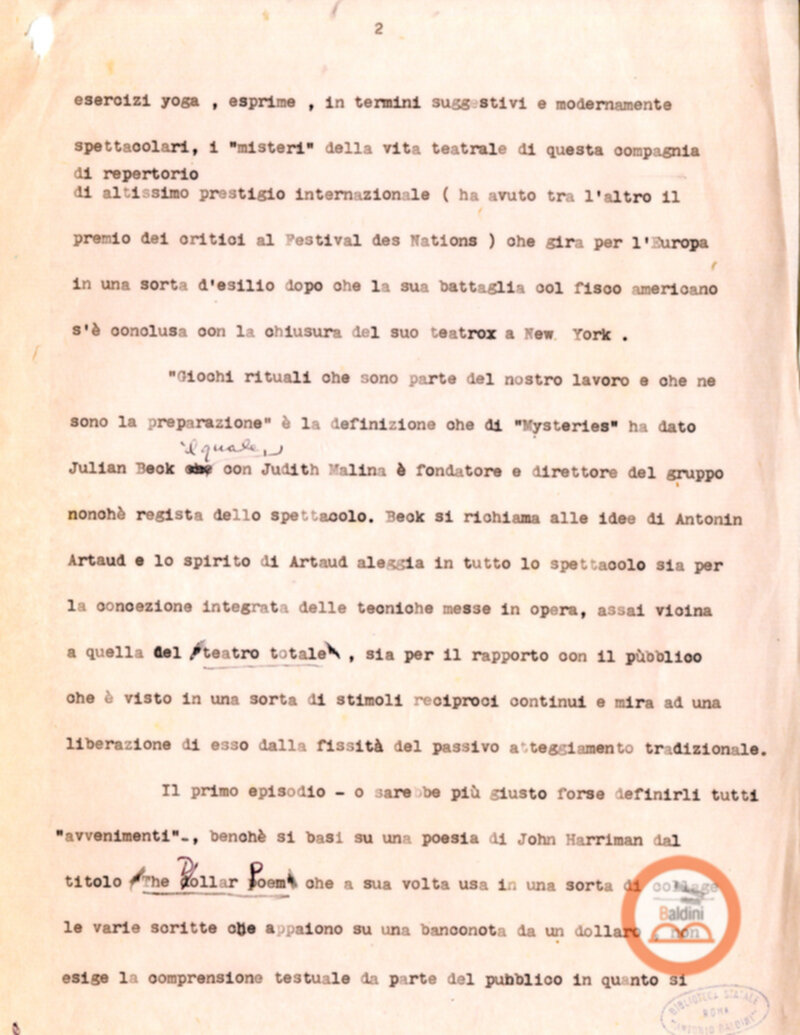 2
esercizi yoga , esprime , in termini suggestivi e modernamente
spettacolari, i "misteri" della vita teatrale di questa compagnia
di repertorio
di altissimo prestigio internazionale ( ha avuto tra l'altro il
premio dei critici al Festival des Nations ) che gira per l'Europa
in una sorta d'esilio dopo che la sua battaglia col fisco americano
s'è conclusa con la chiusura del suo teatrox a New York .
"Giochi rituali che sono parte del nostro lavoro e che ne
sono la preparazione" è la definizione che di "Mysteries" ha dato
il quale,
Julian Beck con Judith Malina è fondatore e direttore del gruppo
nonchè regista dello spettacolo. Beck si richiama alle idee di Antonin
Artaud e lo spirito di Artaud aleggia in tutto lo spettacolo sia per
la concezione integrata delle tecniche messe in opera, assai vicina
a quella del teatro totale , sia per il rapporto con il pùbblico
che è visto in una sorta di stimoli reciproci continui e mira ad una
liberazione di esso dalla fissità del passivo atteggiamento tradizionale.
Il primo episodio - o sarebbe più giusto forse definirli tutti
"avvenimenti"-, benchè si basi su una poesia di John Harriman dal
titolo The Dollar Poem che a sua volta usa in una sorta di collage
le varie scritte che appaiono su una banconota da un dollaro , non
esige la comprensione testuale da parte del pubblico in quanto si
Baldini
BIBLIOTECA STATALE
ROMA
"ANTONIO BALDINI"